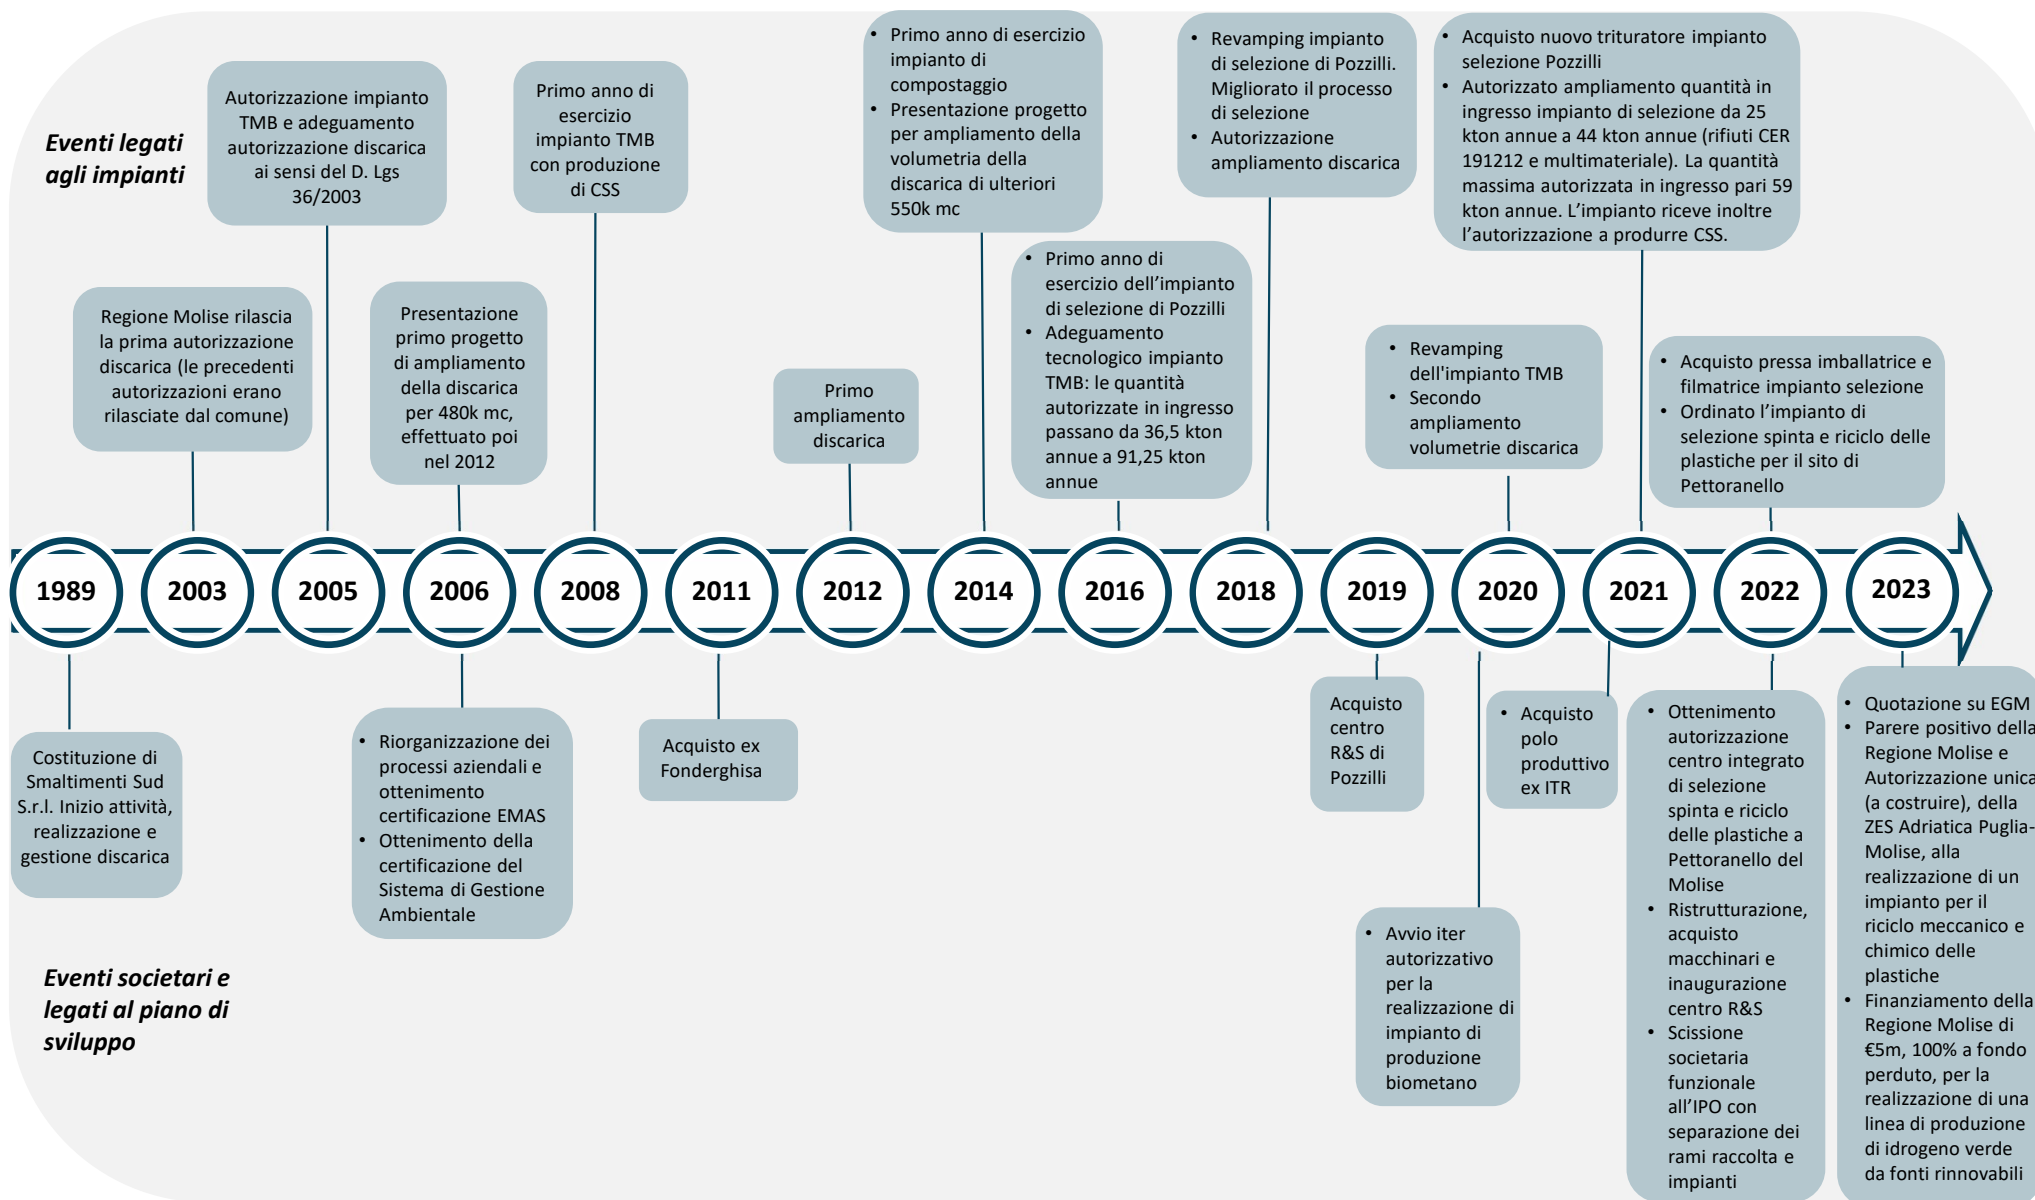 Eventi legati
agli impianti
Regione Molise rilascia
la prima autorizzazione
discarica (le precedenti
autorizzazioni erano
rilasciate dal comune)
Autorizzazione impianto
TMB e adeguamento
autorizzazione discarica
ai sensi del D. Lgs
36/2003
Presentazione
primo progetto
di ampliamento
della discarica
per 480k mc,
effettuato poi
nel 2012
Primo anno di
esercizio
impianto TMB
con produzione
di CSS
Primo
ampliamento
discarica
• Primo anno di esercizio
impianto di
compostaggio
• Presentazione progetto
per ampliamento della
volumetria della
discarica di ulteriori
550k mc
• Primo anno di
esercizio dell’impianto
di selezione di Pozzilli
• Adeguamento
tecnologico impianto
TMB: le quantità
autorizzate in ingresso
passano da 36,5 kton
annue a 91,25 kton
annue
• Revamping impianto
di selezione di Pozzilli.
Migliorato il processo
di selezione
• Autorizzazione
ampliamento discarica
• Revamping
dell'impianto TMB
• Secondo
ampliamento
volumetrie discarica
• Acquisto nuovo trituratore impianto
selezione Pozzilli
• Autorizzato ampliamento quantità in
ingresso impianto di selezione da 25
kton annue a 44 kton annue (rifiuti CER
191212 e multimateriale). La quantità
massima autorizzata in ingresso pari 59
kton annue. L’impianto riceve inoltre
l’autorizzazione a produrre CSS.
• Acquisto pressa imballatrice e
filmatrice impianto selezione
• Ordinato l’impianto di
selezione spinta e riciclo delle
plastiche per il sito di
Pettoranello
1989 2003 2005 2006 2008 2011 2012 2014 2016 2018 2019 2020 2021 2022 2023
Costituzione di
Smaltimenti Sud
S.r.l. Inizio attività,
realizzazione e
gestione discarica
• Riorganizzazione dei
processi aziendali e
ottenimento
certificazione EMAS
• Ottenimento della
certificazione del
Sistema di Gestione
Ambientale
Acquisto ex
Fonderghisa
Acquisto
centro
R&S di
Pozzilli
• Avvio iter
autorizzativo
per la
realizzazione di
impianto di
produzione
biometano
• Acquisto
polo
produttivo
ex ITR
• Ottenimento
autorizzazione
centro integrato
di selezione
spinta e riciclo
delle plastiche a
Pettoranello del
Molise
• Ristrutturazione,
acquisto
macchinari e
inaugurazione
centro R&S
• Scissione
societaria
funzionale
all’IPO con
separazione dei
rami raccolta e
impianti
• Quotazione su EGM
• Parere positivo della
Regione Molise e
Autorizzazione unica
(a costruire), della
ZES Adriatica Puglia-
Molise, alla
realizzazione di un
impianto per il
riciclo meccanico e
chimico delle
plastiche
• Finanziamento della
Regione Molise di
€5m, 100% a fondo
perduto, per la
realizzazione di una
linea di produzione
di idrogeno verde
da fonti rinnovabili
Eventi societari e
legati al piano di
sviluppo